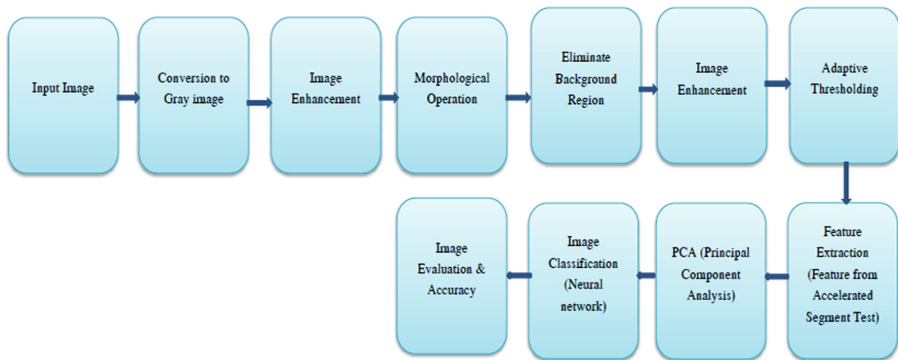 Input Image
Conversion to
Gray image
Image
Enhancement
Morphological
Operation
Eliminate
Background
Region
Image
Enhancement
Adaptive
Thresholding
Feature
Extraction
(Feature from
Accelerated
Segment Test)
PCA (Principal
Component
Analysis)
Image
Classification
(Neural
network)
Image
Evaluation &
Accuracy